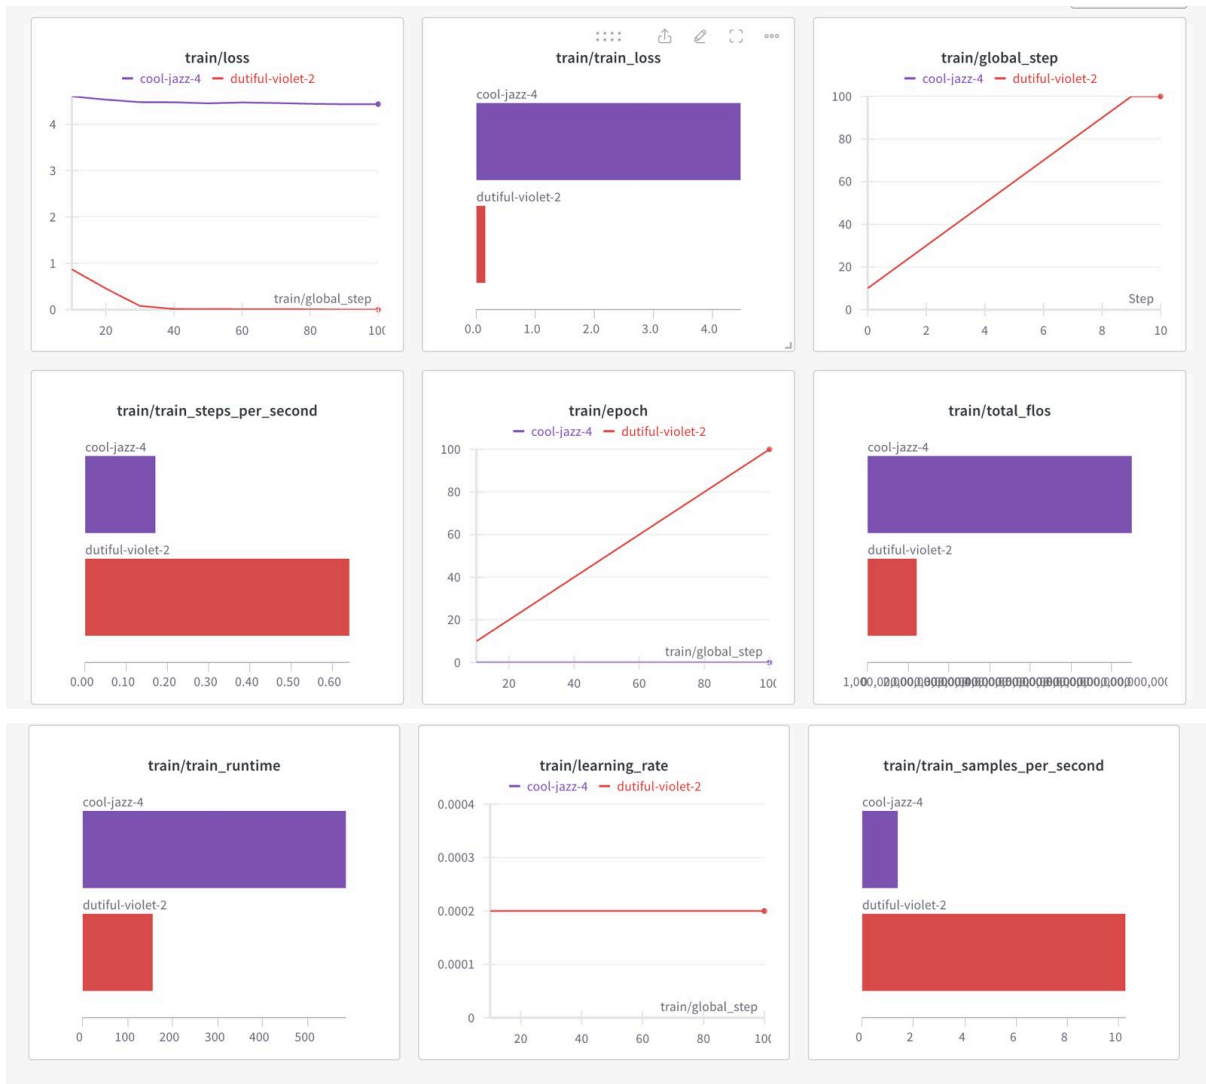 train/loss
cool-jazz-4 dutiful-violet-2
4
3
2
1
0
train/global_step
20 40 60 80
train/train_loss
cool-jazz-4
dutiful-violet-2
0.0 1.0 2.0 3.0 4.0
train/global_step
cool-jazz-4 dutiful-violet-2
100
80
60
40
20
0
Step
0 2 4 6 8 10
train/train_steps_per_second
cool-jazz-4
dutiful-violet-2
0.00 0.10 0.20 0.30 0.40 0.50 0.60
train/epoch
cool-jazz-4 dutiful-violet-2
100
80
60
40
20
0
train/global_step
20 40 60 80
train/total_flos
cool-jazz-4
dutiful-violet-2
train/train_runtime
cool-jazz-4
dutiful-violet-2
0 100 200 300 400 500
train/learning_rate
cool-jazz-4 dutiful-violet-2
0.0004
0.0003
0.0002
0.0001
0
train/global_step
20 40 60 80
train/train_samples_per_second
cool-jazz-4
dutiful-violet-2
0 2 4 6 8 10